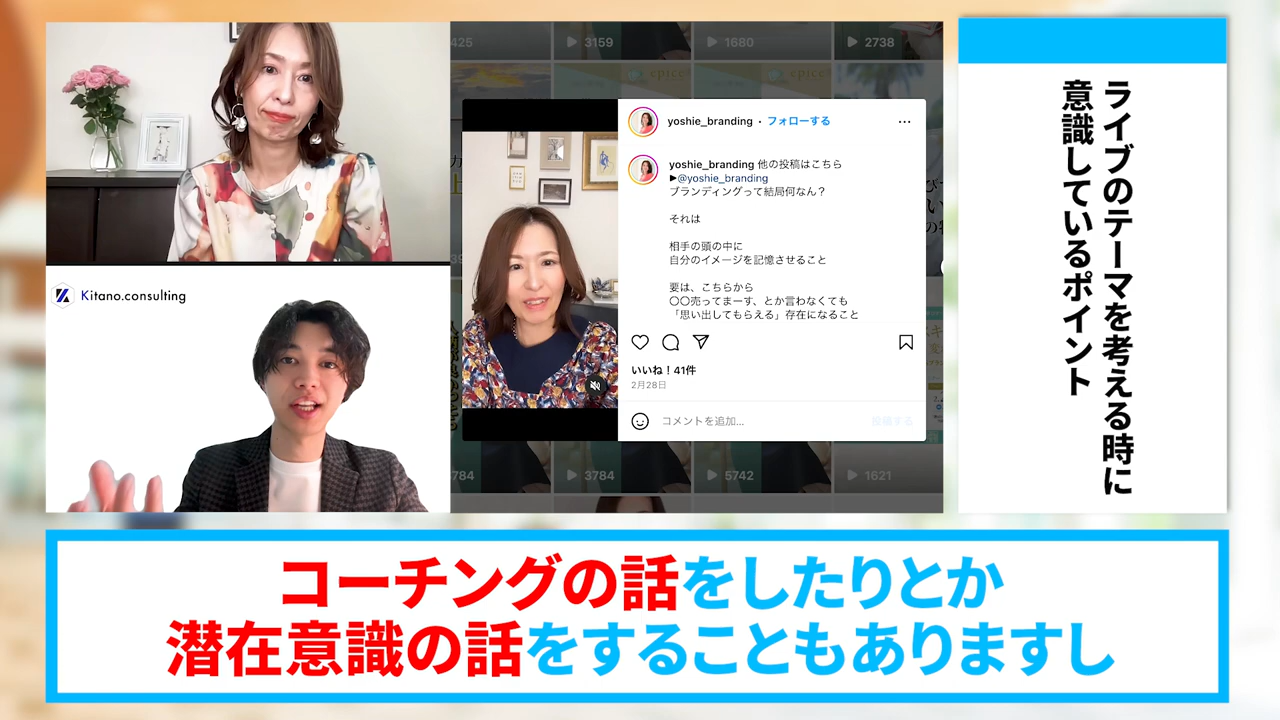 425
3159
1680
2738
yoshie_branding・フォローする
yoshie_branding 他の投稿はこちら
▶@yoshie_branding
ブランディングって結局何なん？
それは
相手の頭の中に
自分のイメージを記憶させること
要は、こちらから
〇〇売ってまーす、とか言わなくても
「思い出してもらえる」存在になること
いいね！41件
2月28日
コメントを追加...
投稿する
784
3784
5742
1621
Kitano.consulting
ライブのテーマを考える時に
意識しているポイント
コーチングの話をしたりとか
潜在意識の話をすることもありますし